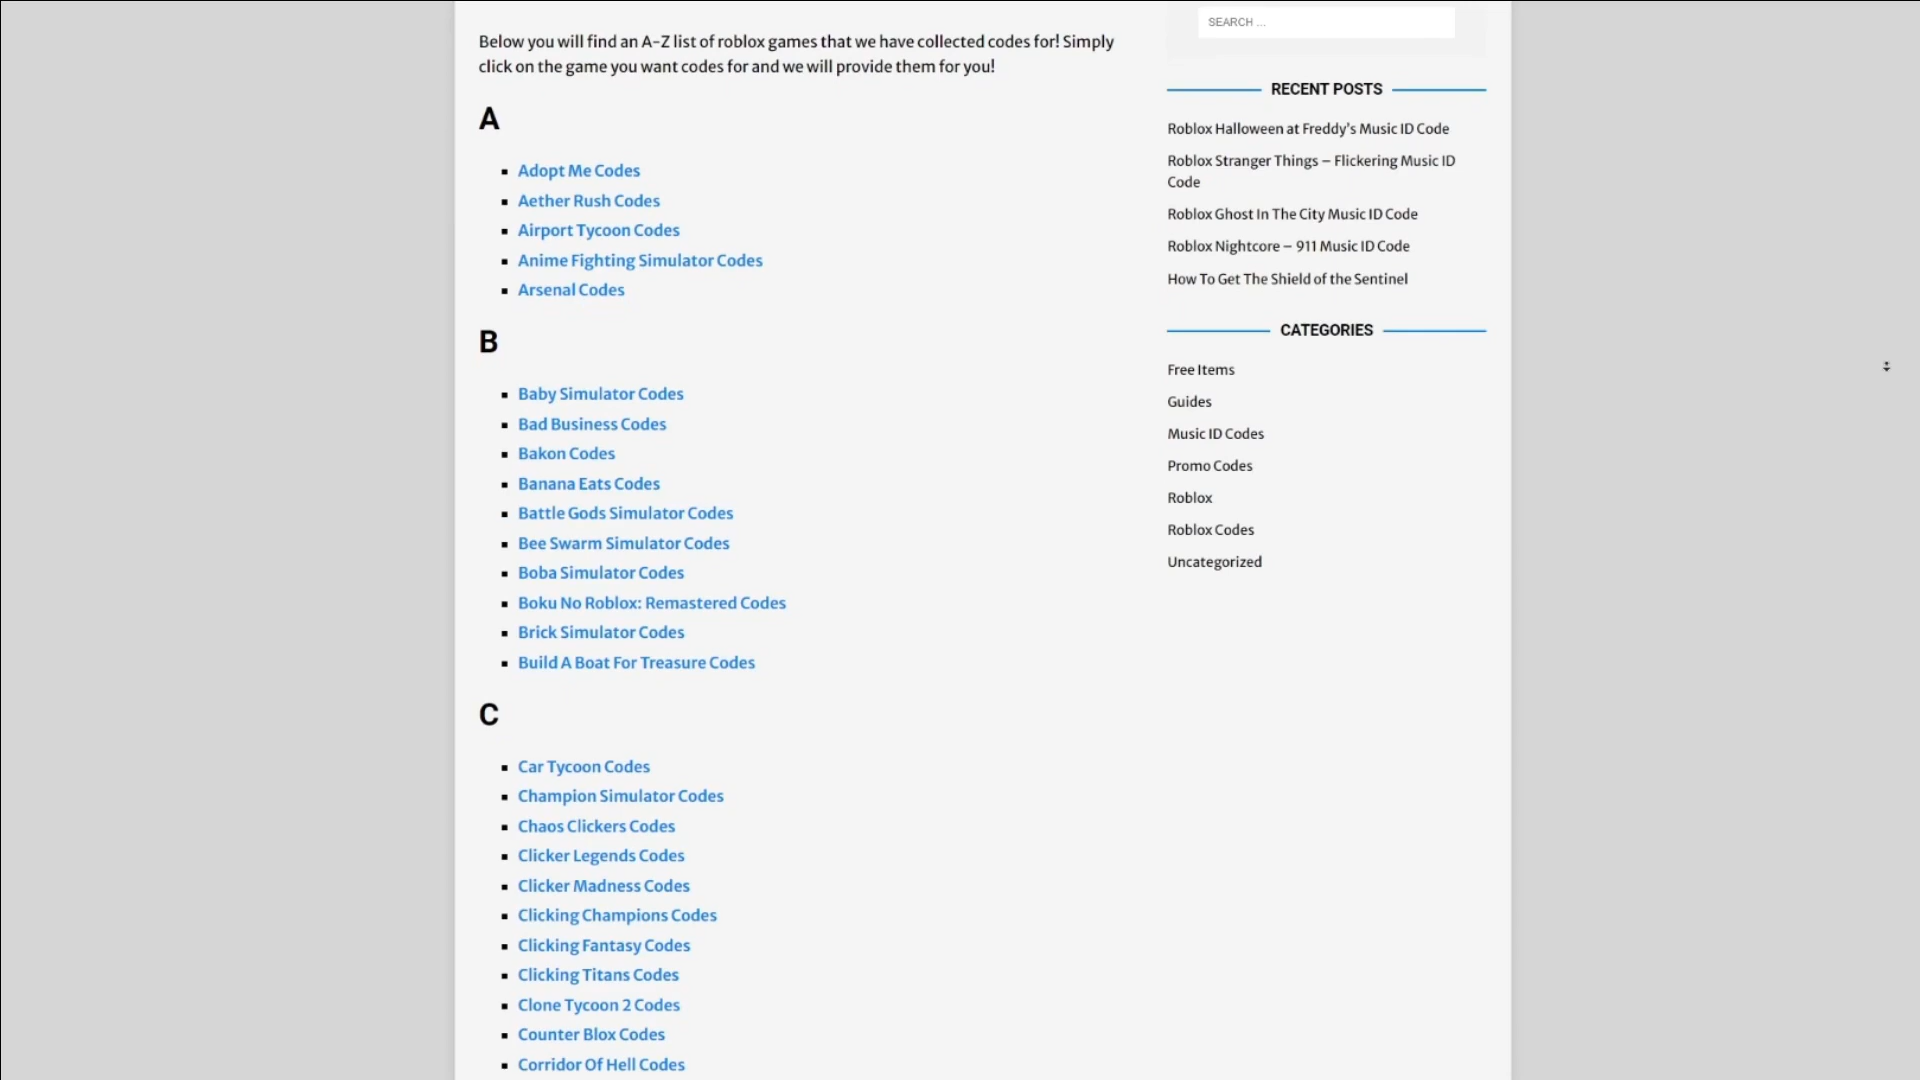 Below you will find an A-Z list of roblox games that we have collected codes for! Simply
click on the game you want codes for and we will provide them for you!
A
Adopt Me Codes
Aether Rush Codes
Airport Tycoon Codes
Anime Fighting Simulator Codes
Arsenal Codes
B
Baby Simulator Codes
Bad Business Codes
Bakon Codes
Banana Eats Codes
Battle Gods Simulator Codes
Bee Swarm Simulator Codes
Boba Simulator Codes
Boku No Roblox: Remastered Codes
Brick Simulator Codes
Build A Boat For Treasure Codes
C
Car Tycoon Codes
Champion Simulator Codes
Chaos Clickers Codes
Clicker Legends Codes
Clicker Madness Codes
Clicking Champions Codes
Clicking Fantasy Codes
Clicking Titans Codes
Clone Tycoon 2 Codes
Counter Blox Codes
Corridor Of Hell Codes
SEARCH ...
RECENT POSTS
Roblox Halloween at Freddy's Music ID Code
Roblox Stranger Things – Flickering Music ID
Code
Roblox Ghost In The City Music ID Code
Roblox Nightcore – 911 Music ID Code
How To Get The Shield of the Sentinel
CATEGORIES
Free Items
Guides
Music ID Codes
Promo Codes
Roblox
Roblox Codes
Uncategorized